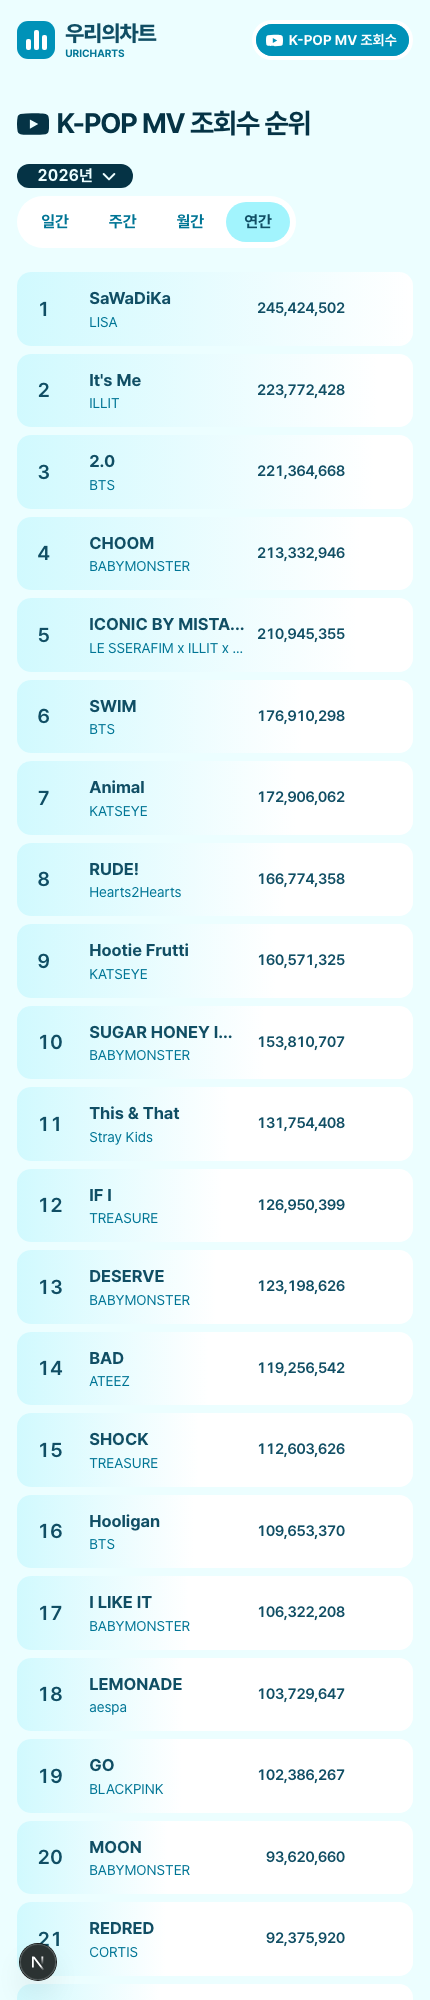 우리의차트
URICHARTS
K-POP MV 조회수
K-POP MV 조회수 순위
2026년
일간 주간 월간 연간
1 SaWaDiKa 245,424,502
LISA
2 It's Me 223,772,428
ILLIT
3 2.0 221,364,668
BTS
4 CHOOM 213,332,946
BABYMONSTER
5 ICONIC BY MISTA... 210,945,355
LE SSERAFIM x ILLIT x ...
6 SWIM 176,910,298
BTS
7 Animal 172,906,062
KATSEYE
8 RUDE! 166,774,358
Hearts2Hearts
9 Hootie Frutti 160,571,325
KATSEYE
10 SUGAR HONEY I... 153,810,707
BABYMONSTER
11 This & That 131,754,408
Stray Kids
12 IF I 126,950,399
TREASURE
13 DESERVE 123,198,626
BABYMONSTER
14 BAD 119,256,542
ATEEZ
15 SHOCK 112,603,626
TREASURE
16 Hooligan 109,653,370
BTS
17 I LIKE IT 106,322,208
BABYMONSTER
18 LEMONADE 103,729,647
aespa
19 GO 102,386,267
BLACKPINK
20 MOON 93,620,660
BABYMONSTER
21 REDRED 92,375,920
CORTIS
N